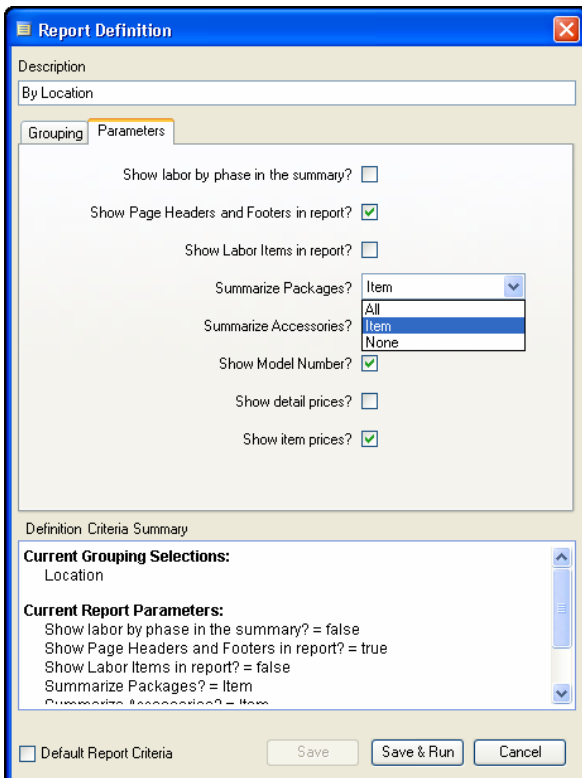 Report Definition
Description
By Location
Grouping Parameters
Show labor by phase in the summary?
Show Page Headers and Footers in report?
Show Labor Items in report?
Summarize Packages? Item
All
Summarize Accessories? Item
None
Show Model Number?
Show detail prices?
Show item prices?
Definition Criteria Summary
Current Grouping Selections:
Location
Current Report Parameters:
Show labor by phase in the summary? = false
Show Page Headers and Footers in report? = true
Show Labor Items in report? = false
Summarize Packages? = Item
Summarize Accessories? = Item
Default Report Criteria Save Save & Run Cancel